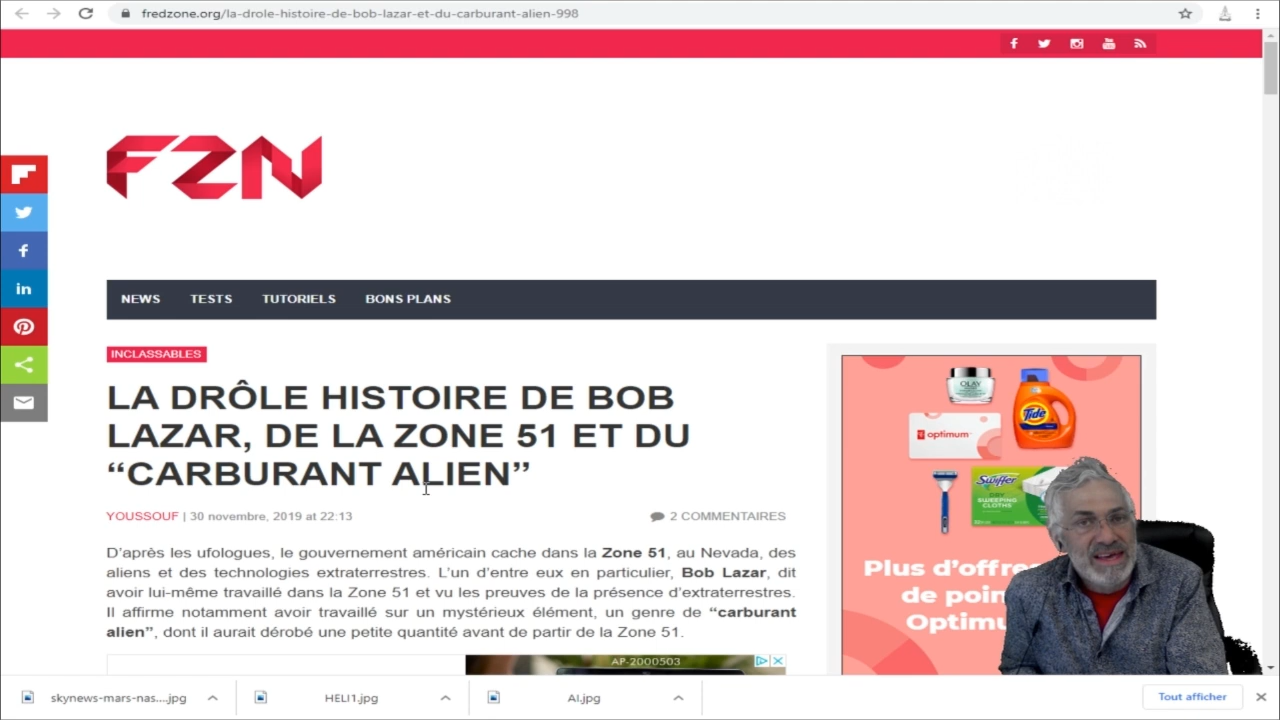 fredzone.org/la-drole-histoire-de-bob-lazar-et-du-carburant-alien-998
FZN
NEWS TESTS TUTORIELS BONS PLANS
INCLASSABLES
LA DRÔLE HISTOIRE DE BOB
LAZAR, DE LA ZONE 51 ET DU
“CARBURANT ALIEN”
YOUSSOUF | 30 novembre, 2019 at 22:13
2 COMMENTAIRES
D’après les ufologues, le gouvernement américain cache dans la Zone 51, au Nevada, des
aliens et des technologies extraterrestres. L’un d’entre eux en particulier, Bob Lazar, dit
avoir lui-même travaillé dans la Zone 51 et vu les preuves de la présence d’extraterrestres.
Il affirme notamment avoir travaillé sur un mystérieux élément, un genre de “carburant
alien”, dont il aurait dérobé une petite quantité avant de partir de la Zone 51.
AP-2000503
OLAY
Tide
optimum
Swiffer
DRY
SWEEPING
CLOTHS
Plus d’offre
de poin
Optimu
skynews-mars-nas....jpg
HELI1.jpg
AI.jpg
Tout afficher